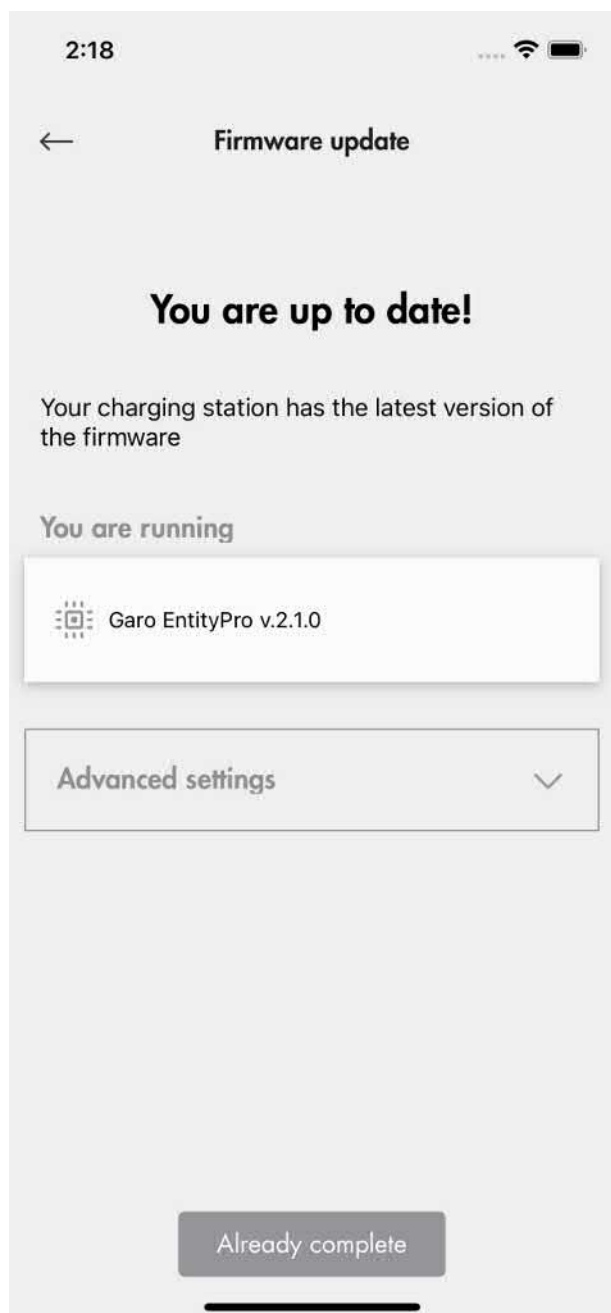 2:18
Firmware update
You are up to date!
Your charging station has the latest version of
the firmware
You are running
Garo EntityPro v.2.1.0
Advanced settings
Already complete